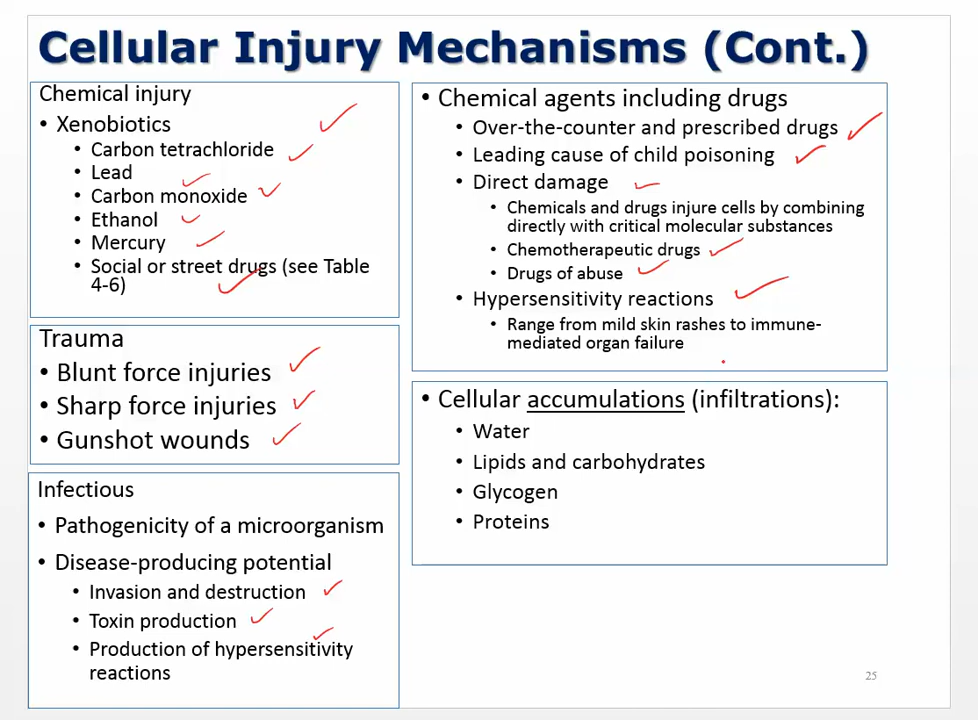 Cellular Injury Mechanisms (Cont.)
Chemical injury
• Xenobiotics
• Carbon tetrachloride
• Lead
• Carbon monoxide
• Ethanol
• Mercury
• Social or street drugs (see Table
4-6)
Trauma
• Blunt force injuries
• Sharp force injuries
• Gunshot wounds
Infectious
• Pathogenicity of a microorganism
• Disease-producing potential
• Invasion and destruction
• Toxin production
• Production of hypersensitivity
reactions
• Chemical agents including drugs
• Over-the-counter and prescribed drugs
• Leading cause of child poisoning
• Direct damage
• Chemicals and drugs injure cells by combining
directly with critical molecular substances
• Chemotherapeutic drugs
• Drugs of abuse
• Hypersensitivity reactions
• Range from mild skin rashes to immune-
mediated organ failure
• Cellular accumulations (infiltrations):
• Water
• Lipids and carbohydrates
• Glycogen
• Proteins
25